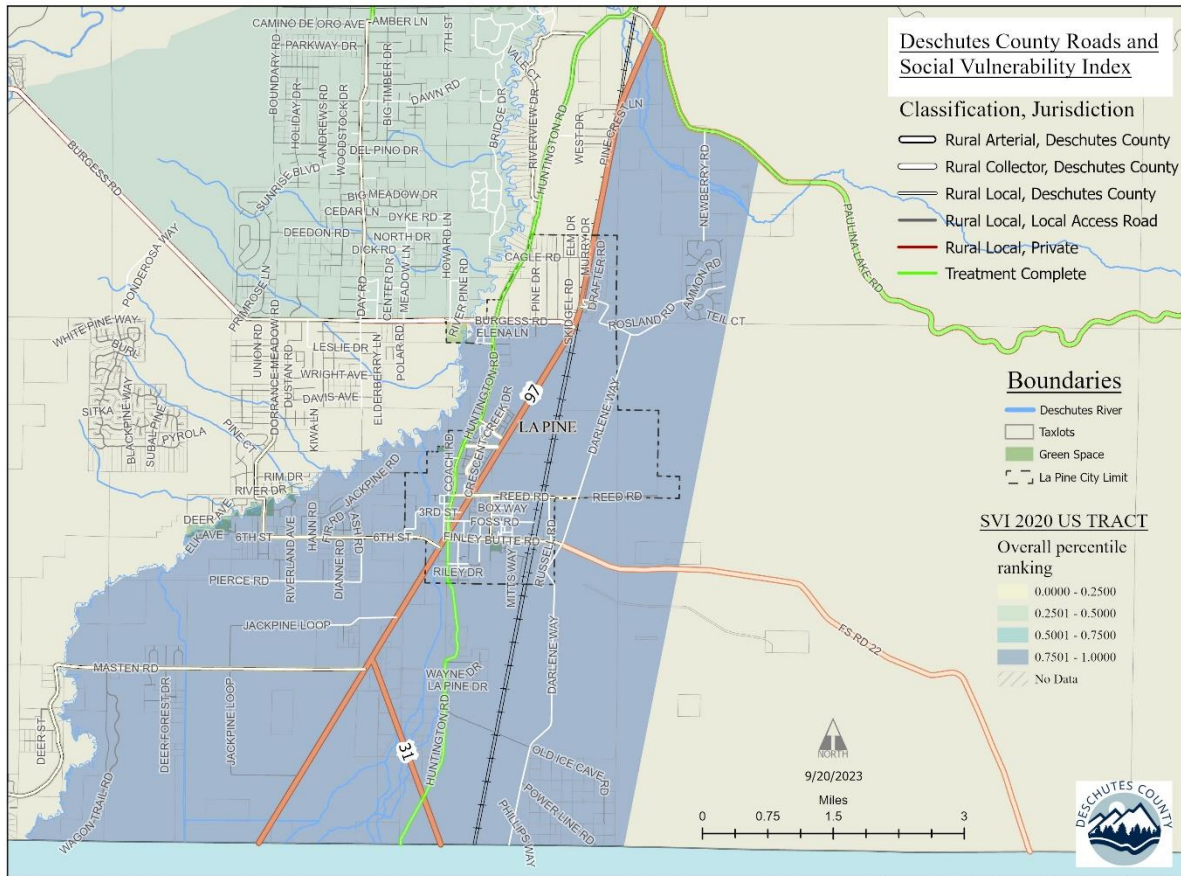 Deschutes County Roads and
Social Vulnerability Index
Classification, Jurisdiction
Rural Arterial, Deschutes County
Rural Collector, Deschutes County
Rural Local, Deschutes County
Rural Local, Local Access Road
Rural Local, Private
Treatment Complete
Boundaries
Deschutes River
Taxlots
Green Space
La Pine City Limit
SVI 2020 US TRACT
Overall percentile
ranking
0.0000 - 0.2500
0.2501 - 0.5000
0.5001 - 0.7500
0.7501 - 1.0000
No Data
NORTH
9/20/2023
Miles
0 0.75 1.5 3
DESCHUTES COUNTY
CAMINO DE ORO AVE
AMBER LN
PARKWAY DR
7TH ST
BOUNDARY RD
HOLIDAY DR
ANDREWS RD
WOODSTOCK DR
BIG TIMBER DR
DAWN RD
VALE CT
BRIDGE DR
RIVERVIEW DR
HUNTINGTON RD
WEST DR
PINE CREST LN
BURGESS RD
DEL PINO DR
SUNRISE BLVD
BIG MEADOW DR
CEDAR LN
DYKE RD
DEEDON RD
NORTH DR
DICK RD
NEWBERRY RD
PAULINA LAKE RD
PONDEROSA WAY
PRIMROSE LN
DAY RD
CENTER DR
MEADOW LN
HOWARD LN
RIVER PINE RD
CAGLE RD
PINE DR
ELM DR
MURRY DR
DRAFTER RD
SKIDGEL RD
AMMON RD
ROSLAND RD
TEIL CT
WHITE PINE WAY
BURL
BURGESS RD
ELENA LN
UNION RD
DORRANCE MEADOW RD
DUSTAN RD
LESLIE DR
WRIGHT AVE
DAVIS AVE
ELDERBERRY LN
POLAR RD
KIWA LN
SITKA
BLACKPINE WAY
SUBALPINE
PYROLA
PINE CT
HUNTINGTON RD
97
LA PINE
CRESCENT CREEK DR
COACH RD
DARLENE WAY
RIM DR
RIVER DR
JACKPINE RD
REED RD
REED RD
BOX WAY
3RD ST
FOSS RD
DEER AVE
6TH ST
RIVERLAND AVE
HANN RD
FIR RD
ASH RD
6TH ST
FINLEY BUTTE RD
RILEY DR
MITTS WAY
RUSSELL RD
PIERCE RD
DIANNE RD
JACKPINE LOOP
FS RD 22
MASTEN RD
WAYNE DR
LA PINE DR
DARLENE WAY
DEER ST
DEER FOREST DR
JACKPINE LOOP
31
HUNTINGTON RD
OLD ICE CAVE RD
POWER LINE RD
PHILLIPS WAY
WAGON TRAIL RD